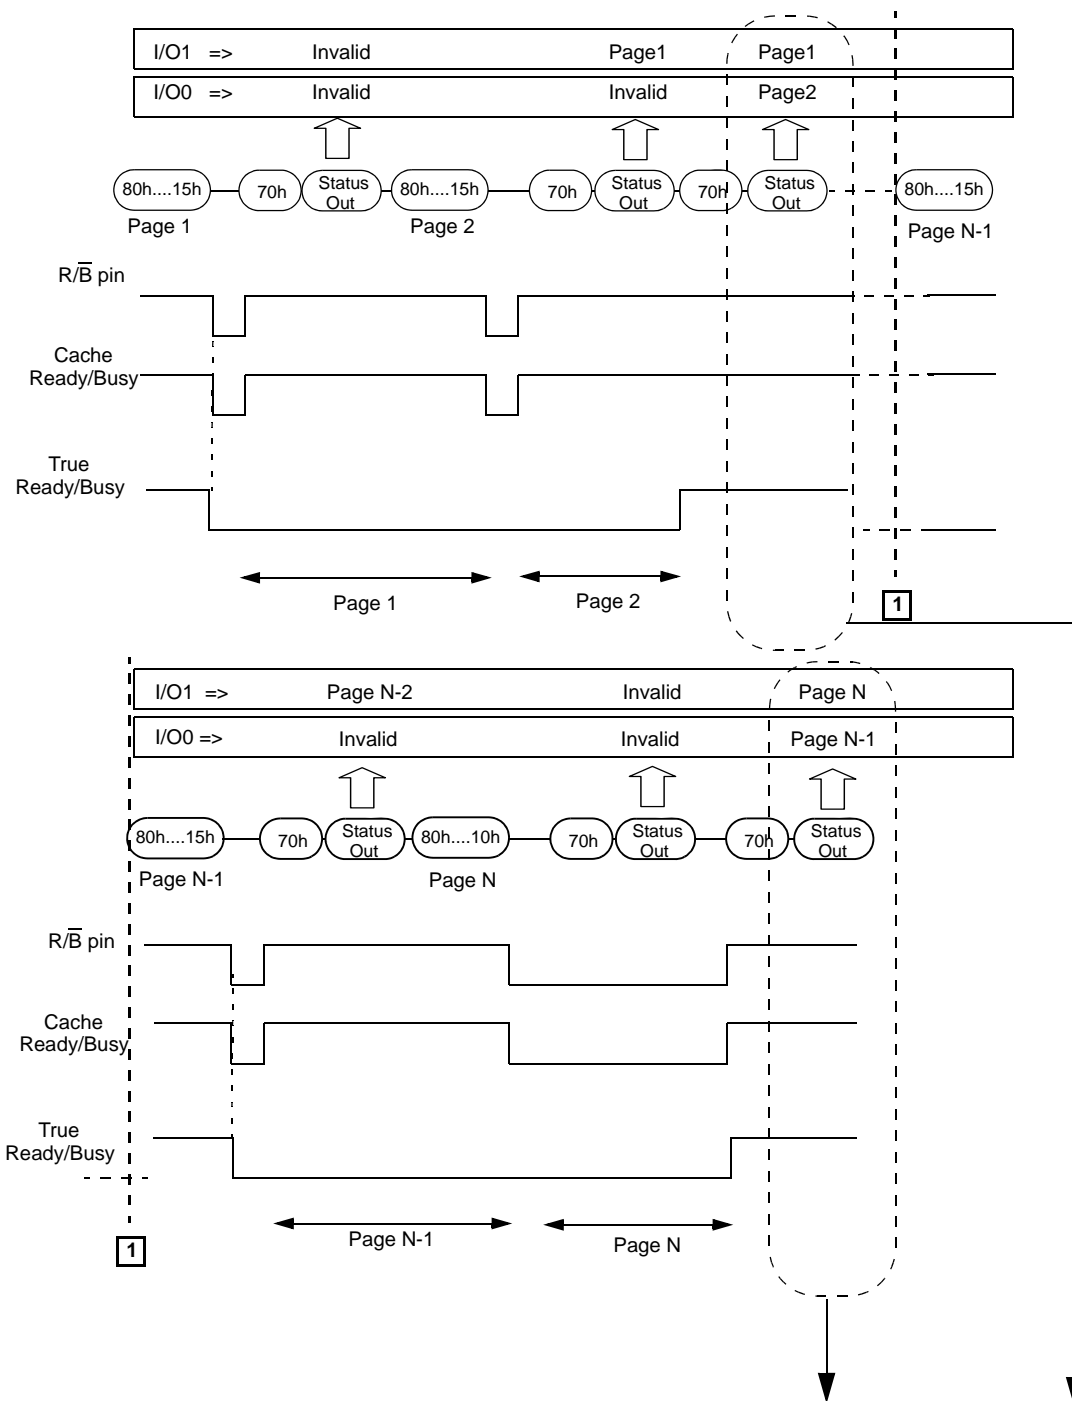 I/O1 => Invalid Page1 Page1
I/O0 => Invalid Invalid Page2
80h....15h 70h Status Out 80h....15h 70h Status Out 70h Status Out 80h....15h
Page 1 Page 2 Page N-1
R/B̅ pin
Cache
Ready/Busy
True
Ready/Busy
Page 1 Page 2 1
I/O1 => Page N-2 Invalid Page N
I/O0 => Invalid Invalid Page N-1
80h....15h 70h Status Out 80h....10h 70h Status Out 70h Status Out
Page N-1 Page N
R/B̅ pin
Cache
Ready/Busy
True
Ready/Busy
Page N-1 Page N
1